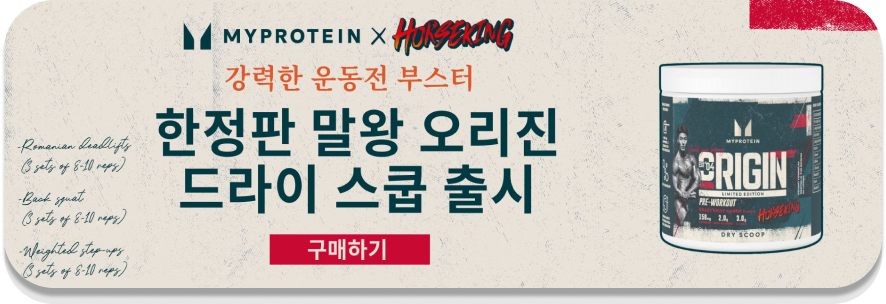 MYPROTEIN X HORSEKING
강력한 운동전 부스터
한정판 말왕 오리진
드라이 스쿱 출시
구매하기
-Romanian deadlifts
(3 sets of 8-10 reps)
-Back squat
(3 sets of 8-10 reps)
-Weighted step-ups
(3 sets of 8-10 reps)
MYPROTEIN
ORIGIN
LIMITED EDITION
PRE-WORKOUT
HORSEKING
DRY SCOOP